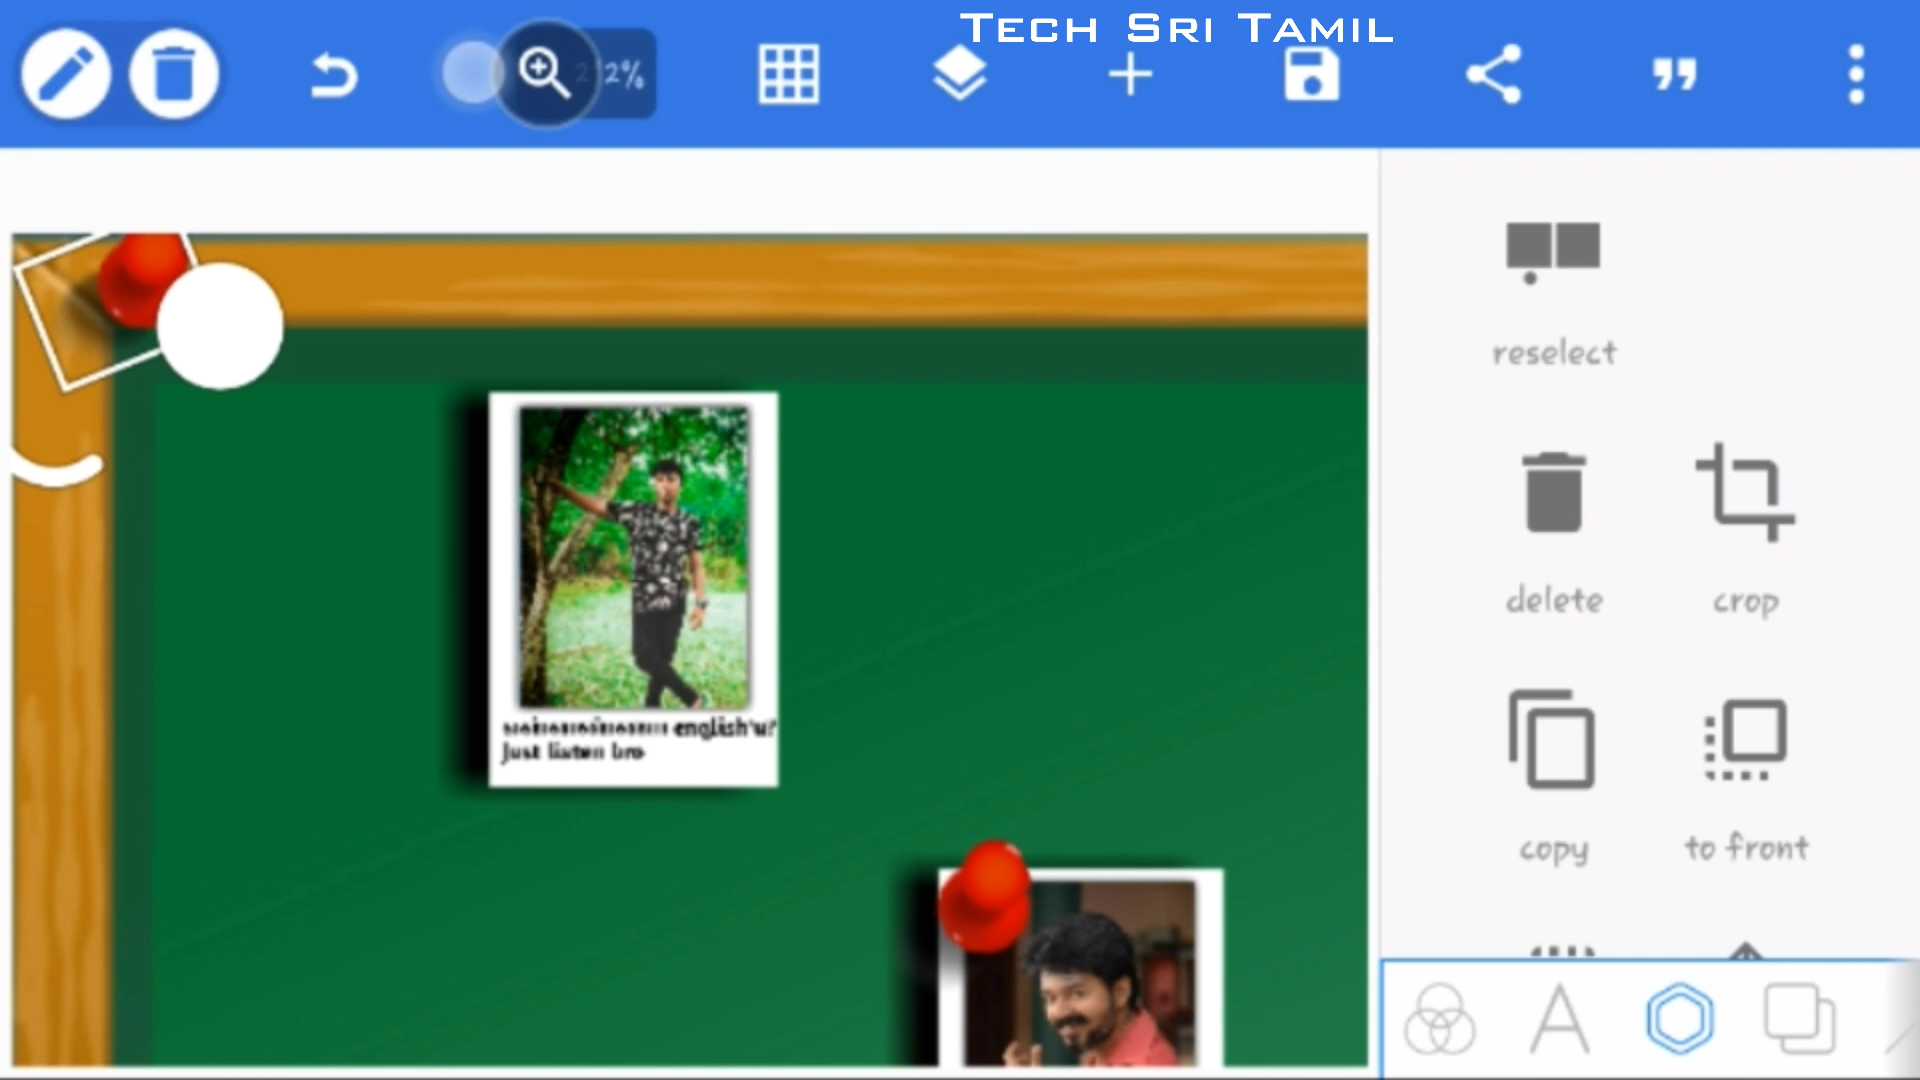 TECH SRI TAMIL
2%
reselect
delete
crop
copy
to front
english'u?
Just listen bro